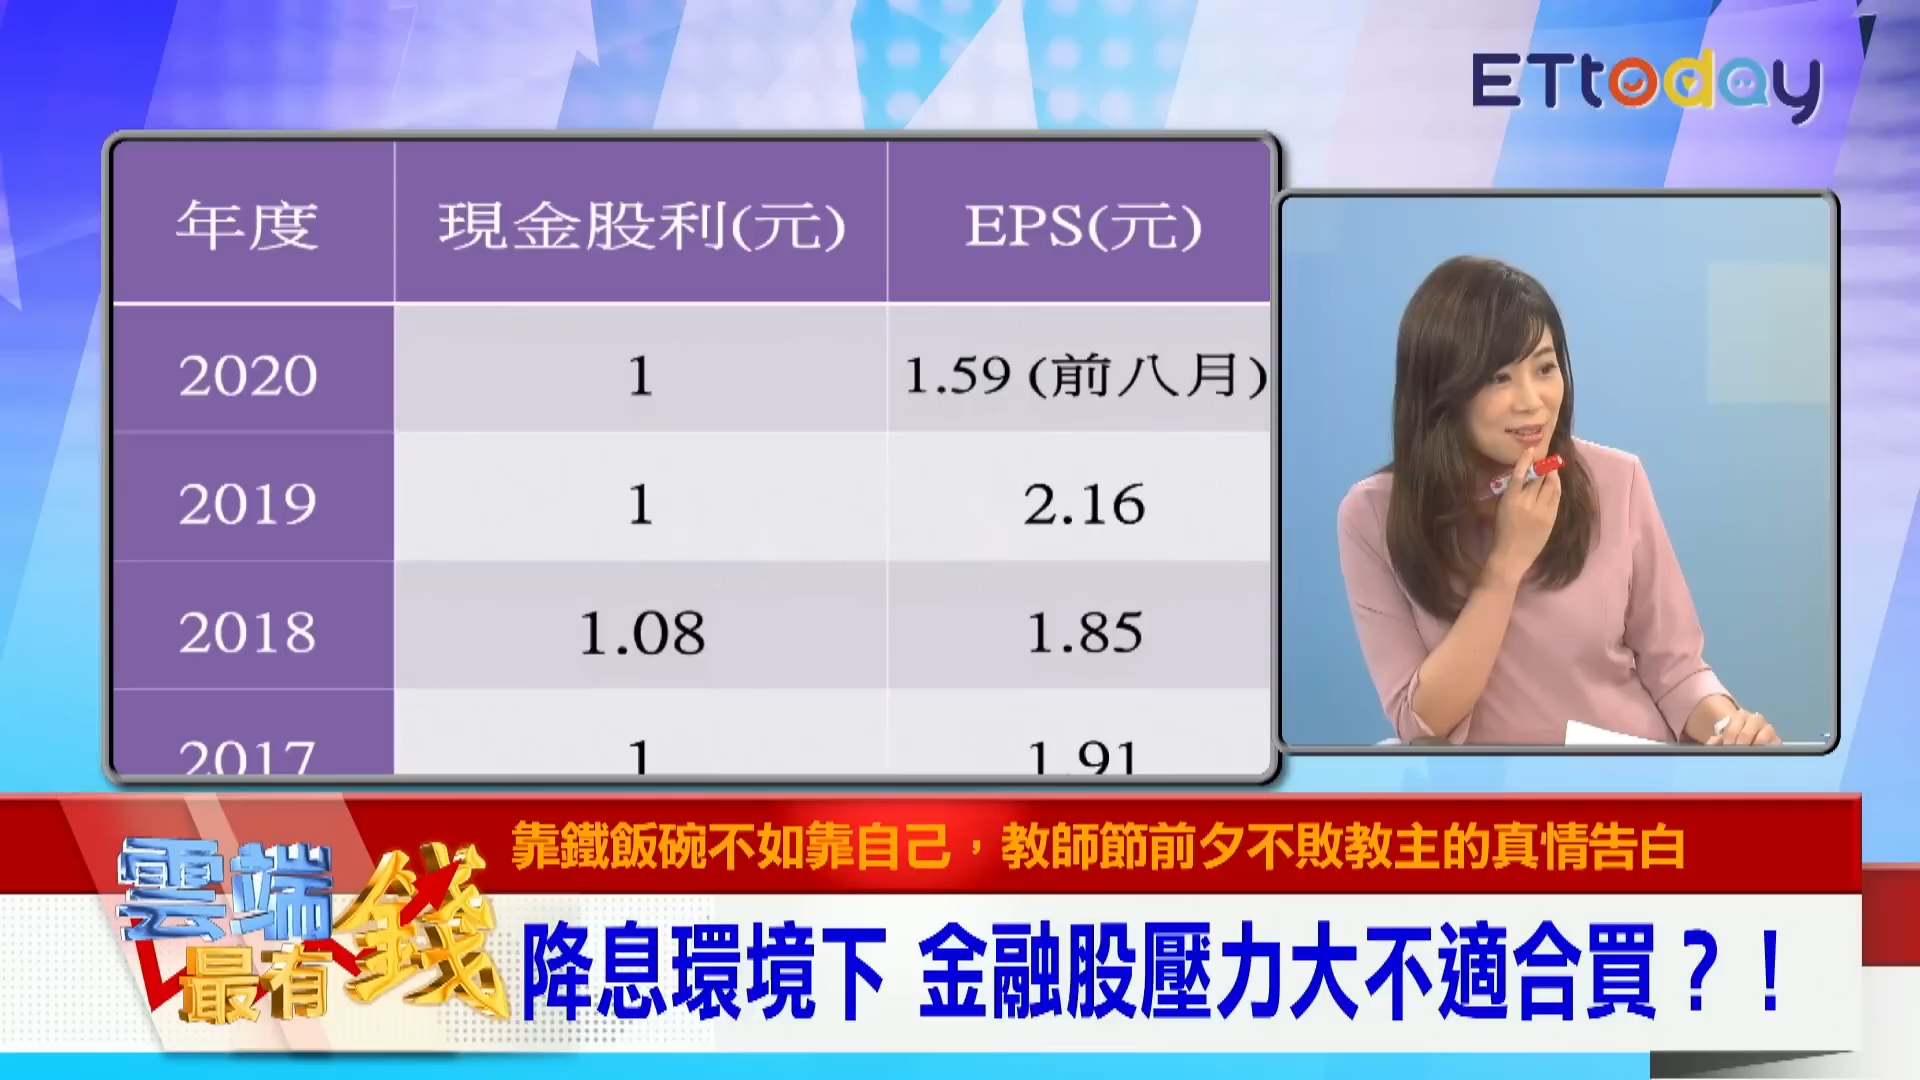 ETtoday
年度 現金股利(元) EPS(元)
2020 1 1.59 (前八月)
2019 1 2.16
2018 1.08 1.85
2017 1 1.91
靠鐵飯碗不如靠自己，教師節前夕不敗教主的真情告白
雲端最有錢
降息環境下 金融股壓力大不適合買？！